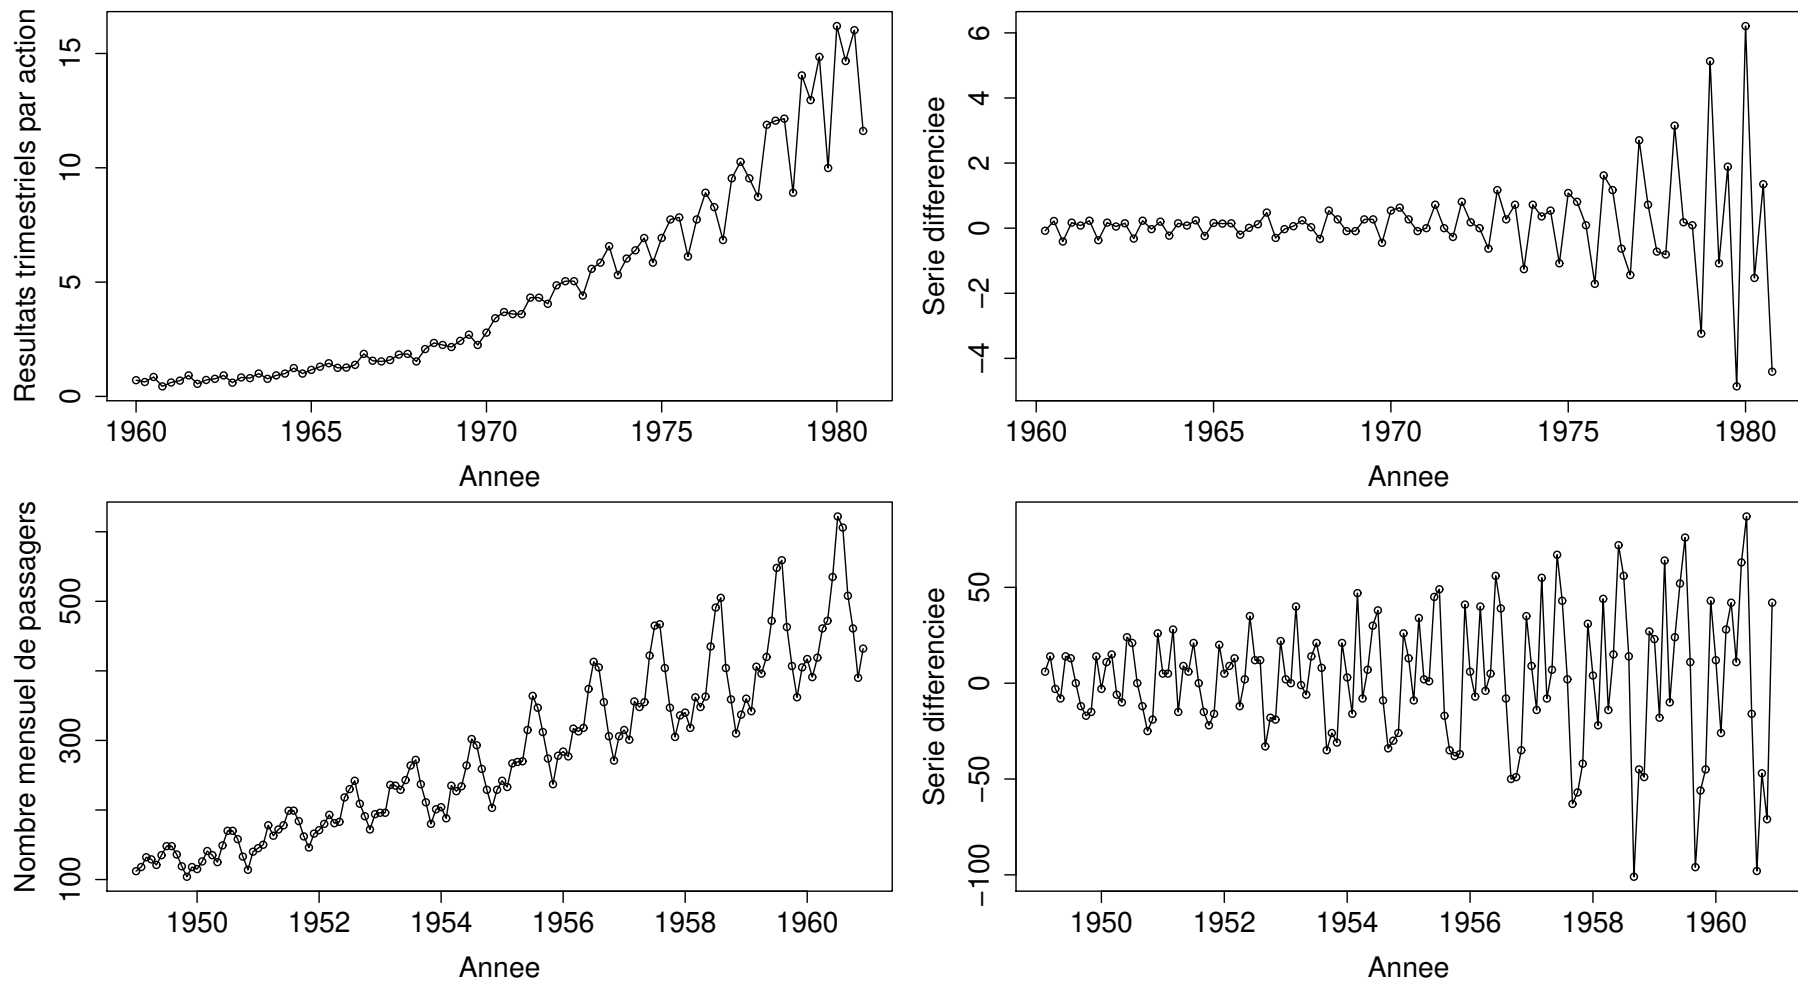 Resultats trimestriels par action
0 5 10 15
1960 1965 1970 1975 1980
Annee
Serie differenciee
−4 −2 0 2 4 6
1960 1965 1970 1975 1980
Annee
Nombre mensuel de passagers
100 300 500
1950 1952 1954 1956 1958 1960
Annee
Serie differenciee
−100 −50 0 50
1950 1952 1954 1956 1958 1960
Annee